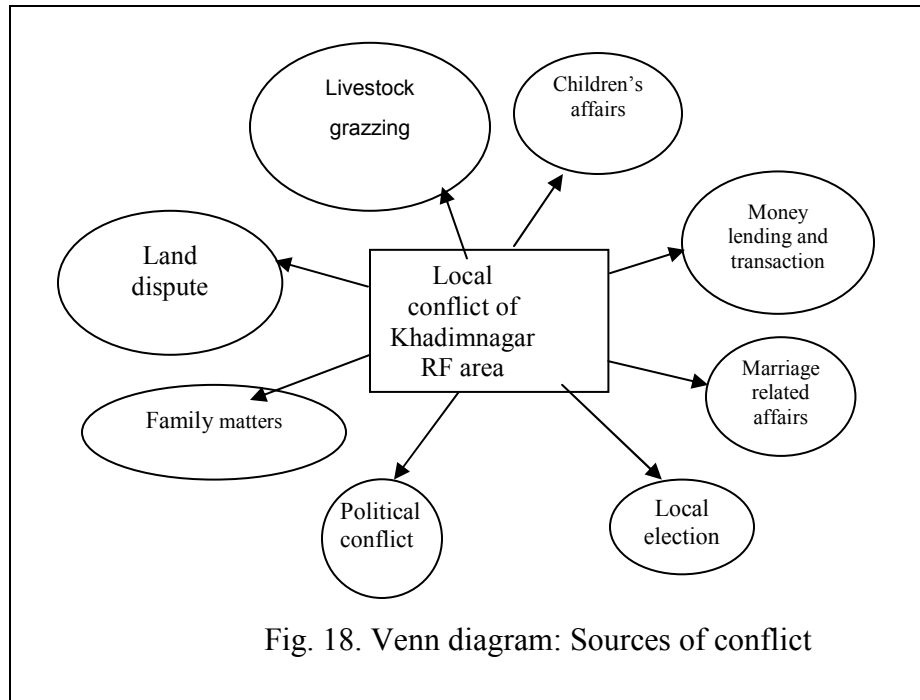 Livestock
grazzing
Children's
affairs
Money
lending and
transaction
Land
dispute
Local
conflict of
Khadimnagar
RF area
Marriage
related
affairs
Family matters
Political
conflict
Local
election
Fig. 18. Venn diagram: Sources of conflict